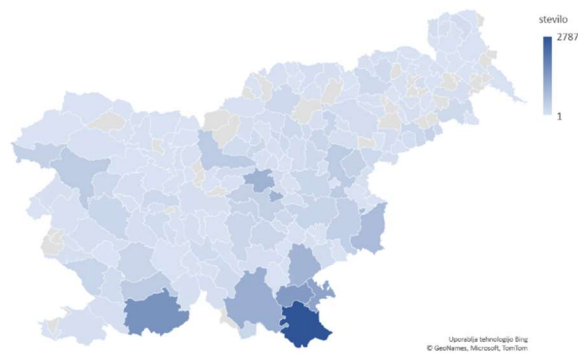 stevilo
2787
1
Uporablja tehnologijo Bing
© GeoNames, Microsoft, TomTom